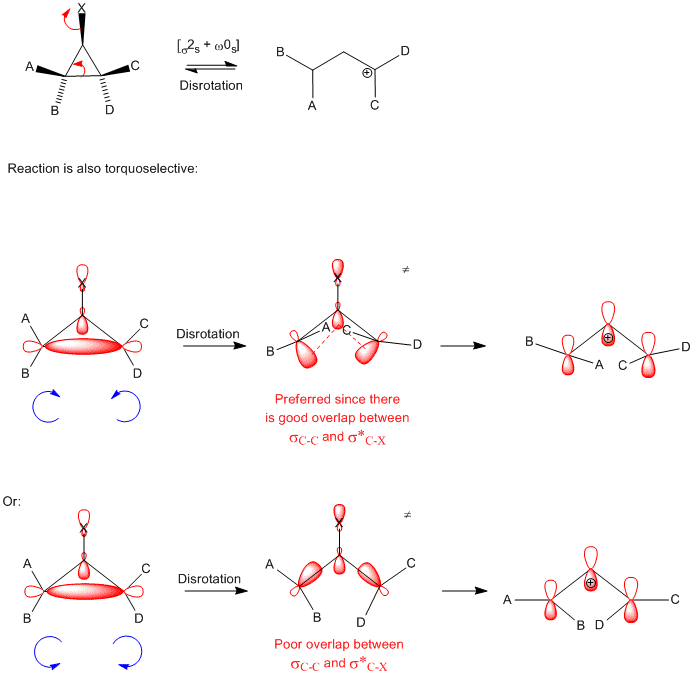 X
A
C
B
D
[σ2s + ω0s]
Disrotation
B
D
A
⊕
C
Reaction is also torquoselective:
X
A
C
B
D
Disrotation
X
≠
A
C
B
D
Preferred since there
is good overlap between
σC-C and σ*C-X
B
D
A
C
⊕
Or:
X
A
C
B
D
Disrotation
X
≠
A
C
B
D
Poor overlap between
σC-C and σ*C-X
A
C
B
D
⊕